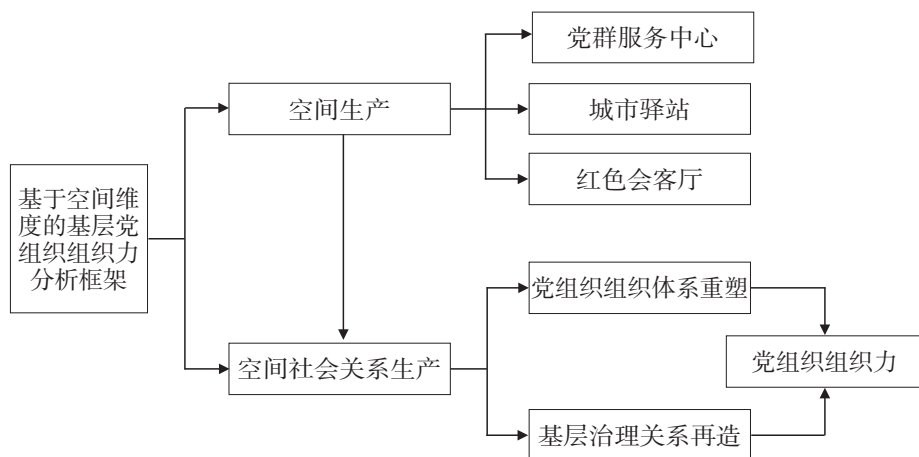 党群服务中心
空间生产
城市驿站
红色会客厅
基于空间维
度的基层党
组织组织力
分析框架
党组织组织体系重塑
空间社会关系生产
党组织组织力
基层治理关系再造